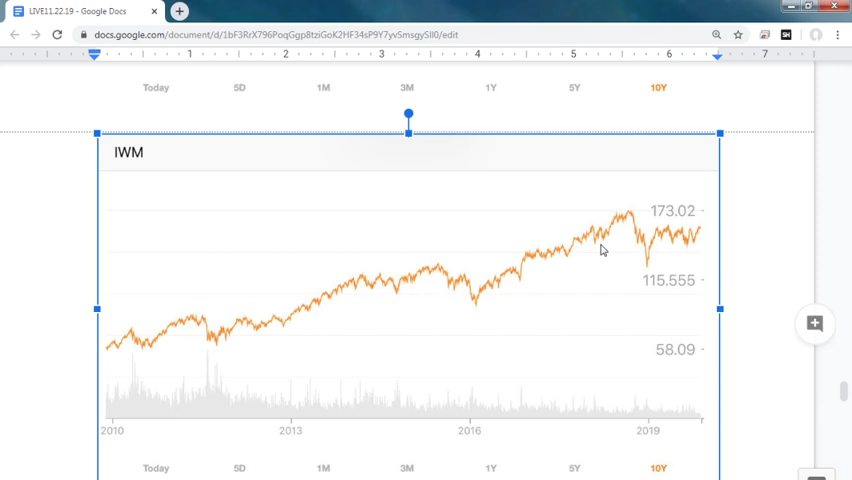 LIVE11.22.19 - Google Docs
docs.google.com/document/d/1bF3RrX796PoqGgp8tziGoK2HF34sP9Y7yvSmsgySlI0/edit
1 2 3 4 5 6 7
Today 5D 1M 3M 1Y 5Y 10Y
IWM
173.02
115.555
58.09
2010 2013 2016 2019
Today 5D 1M 3M 1Y 5Y 10Y